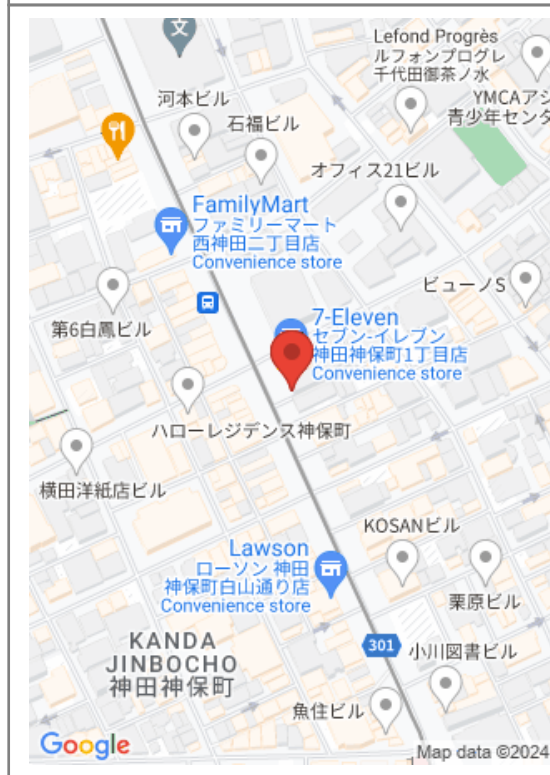 文
Lefond Progrès
ルフォンプログレ
千代田御茶ノ水
河本ビル
YMCAアジ
青少年センタ
石福ビル
オフィス21ビル
FamilyMart
ファミリーマート
西神田二丁目店
Convenience store
ビューノS
7-Eleven
セブン-イレブン
神田神保町1丁目店
Convenience store
第6白鳳ビル
ハローレジデンス神保町
横田洋紙店ビル
KOSANビル
Lawson
ローソン 神田
神保町白山通り店
Convenience store
栗原ビル
KANDA
JINBOCHO
神田神保町
301
小川図書ビル
魚住ビル
Google
Map data ©2024